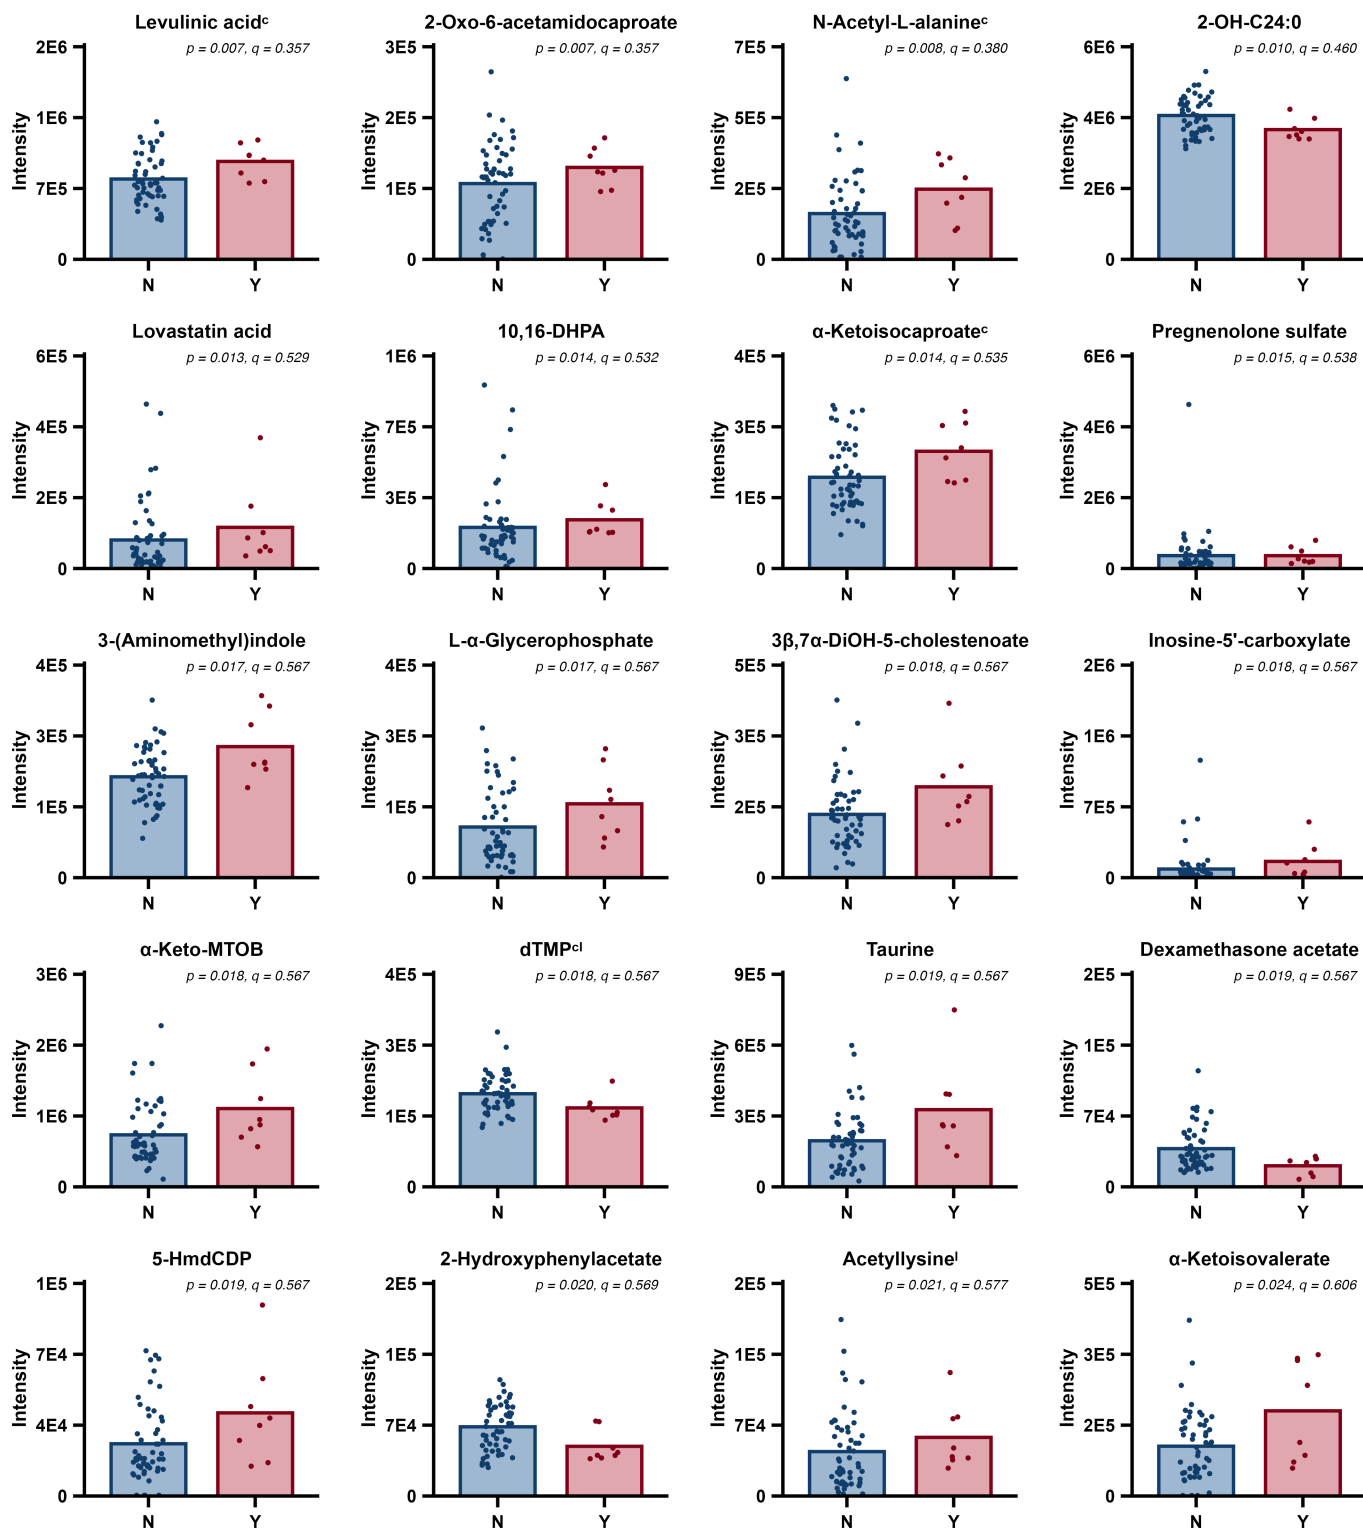 Levulinic acidᶜ
p = 0.007, q = 0.357
Intensity
2E6
1E6
7E5
0
N
Y
2-Oxo-6-acetamidocaproate
p = 0.007, q = 0.357
Intensity
3E5
2E5
1E5
0
N
Y
N-Acetyl-L-alanineᶜ
p = 0.008, q = 0.380
Intensity
7E5
5E5
2E5
0
N
Y
2-OH-C24:0
p = 0.010, q = 0.460
Intensity
6E6
4E6
2E6
0
N
Y
Lovastatin acid
p = 0.013, q = 0.529
Intensity
6E5
4E5
2E5
0
N
Y
10,16-DHPA
p = 0.014, q = 0.532
Intensity
1E6
7E5
3E5
0
N
Y
α-Ketoisocaproateᶜ
p = 0.014, q = 0.535
Intensity
4E5
3E5
1E5
0
N
Y
Pregnenolone sulfate
p = 0.015, q = 0.538
Intensity
6E6
4E6
2E6
0
N
Y
3-(Aminomethyl)indole
p = 0.017, q = 0.567
Intensity
4E5
3E5
1E5
0
N
Y
L-α-Glycerophosphate
p = 0.017, q = 0.567
Intensity
4E5
3E5
1E5
0
N
Y
3β,7α-DiOH-5-cholestenoate
p = 0.018, q = 0.567
Intensity
5E5
3E5
2E5
0
N
Y
Inosine-5'-carboxylate
p = 0.018, q = 0.567
Intensity
2E6
1E6
7E5
0
N
Y
α-Keto-MTOB
p = 0.018, q = 0.567
Intensity
3E6
2E6
1E6
0
N
Y
dTMPᶜˡ
p = 0.018, q = 0.567
Intensity
4E5
3E5
1E5
0
N
Y
Taurine
p = 0.019, q = 0.567
Intensity
9E5
6E5
3E5
0
N
Y
Dexamethasone acetate
p = 0.019, q = 0.567
Intensity
2E5
1E5
7E4
0
N
Y
5-HmdCDP
p = 0.019, q = 0.567
Intensity
1E5
7E4
4E4
0
N
Y
2-Hydroxyphenylacetate
p = 0.020, q = 0.569
Intensity
2E5
1E5
7E4
0
N
Y
Acetyllysineˡ
p = 0.021, q = 0.577
Intensity
2E5
1E5
7E4
0
N
Y
α-Ketoisovalerate
p = 0.024, q = 0.606
Intensity
5E5
3E5
2E5
0
N
Y